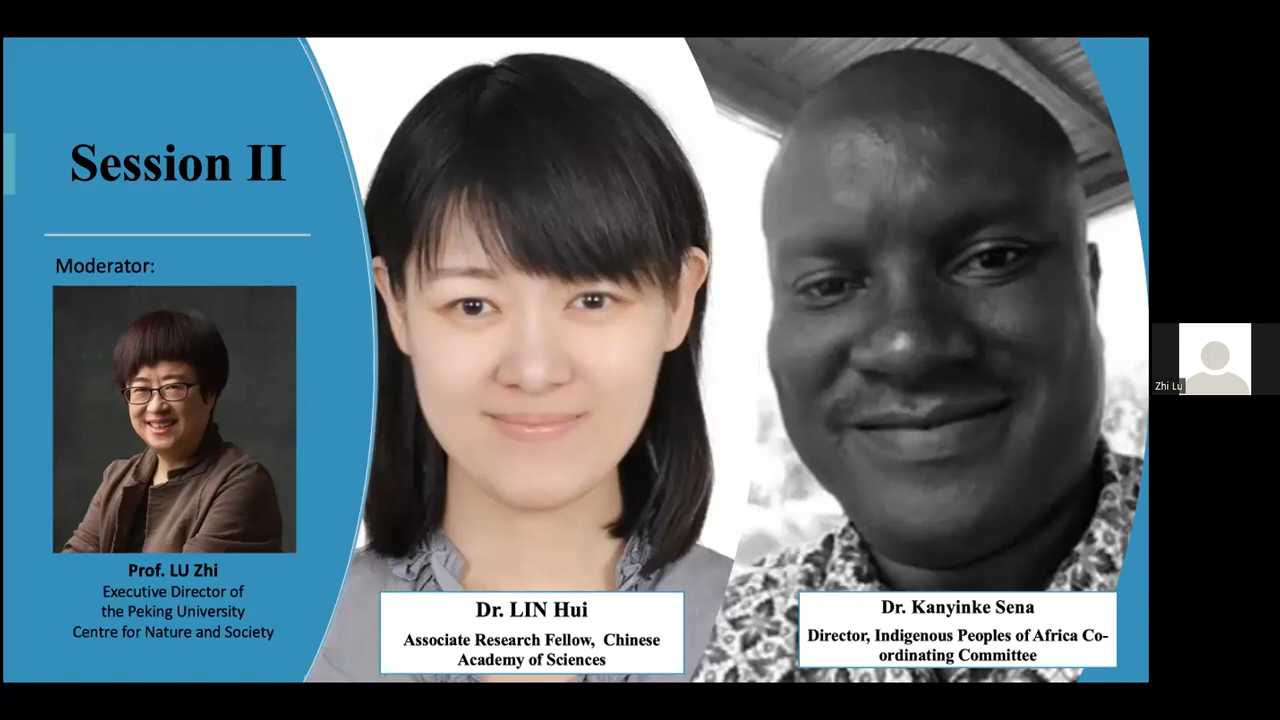 Session II
Moderator:
Prof. LU Zhi
Executive Director of
the Peking University
Centre for Nature and Society
Dr. LIN Hui
Associate Research Fellow, Chinese
Academy of Sciences
Dr. Kanyinke Sena
Director, Indigenous Peoples of Africa Co-
ordinating Committee
Zhi Lu